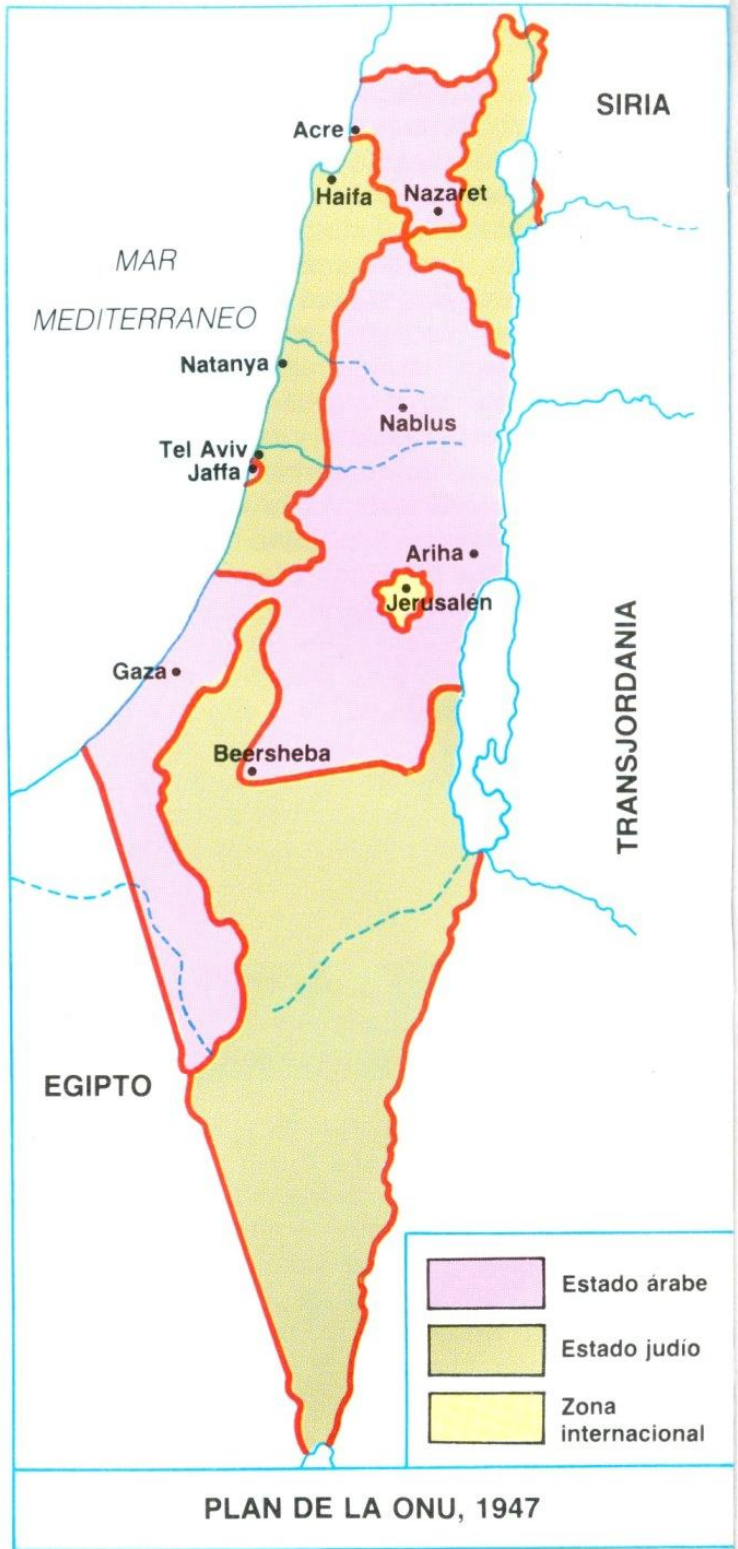 SIRIA
Acre
Haifa
Nazaret
MAR
MEDITERRANEO
Natanya
Nablus
Tel Aviv
Jaffa
Ariha
Jerusalén
TRANSJORDANIA
Gaza
Beersheba
EGIPTO
Estado árabe
Estado judío
Zona
internacional
PLAN DE LA ONU, 1947